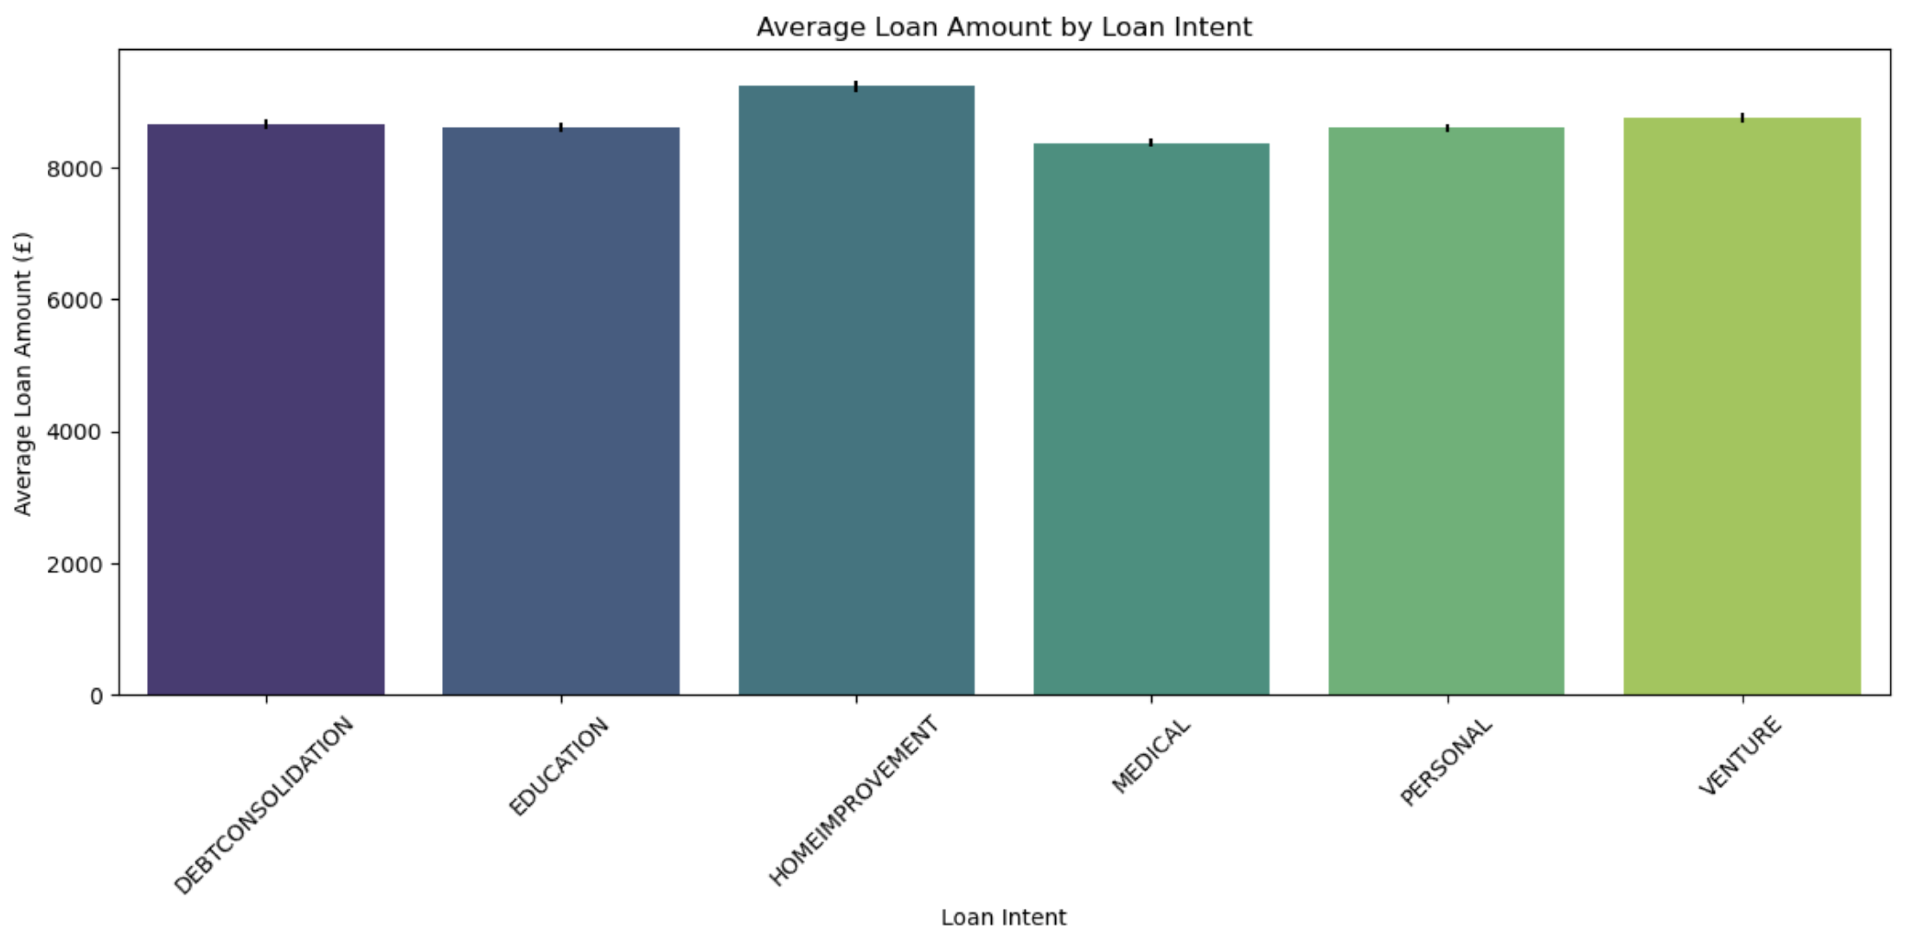 Average Loan Amount by Loan Intent
Average Loan Amount (£)
8000
6000
4000
2000
0
DEBTCONSOLIDATION
EDUCATION
HOMEIMPROVEMENT
MEDICAL
PERSONAL
VENTURE
Loan Intent